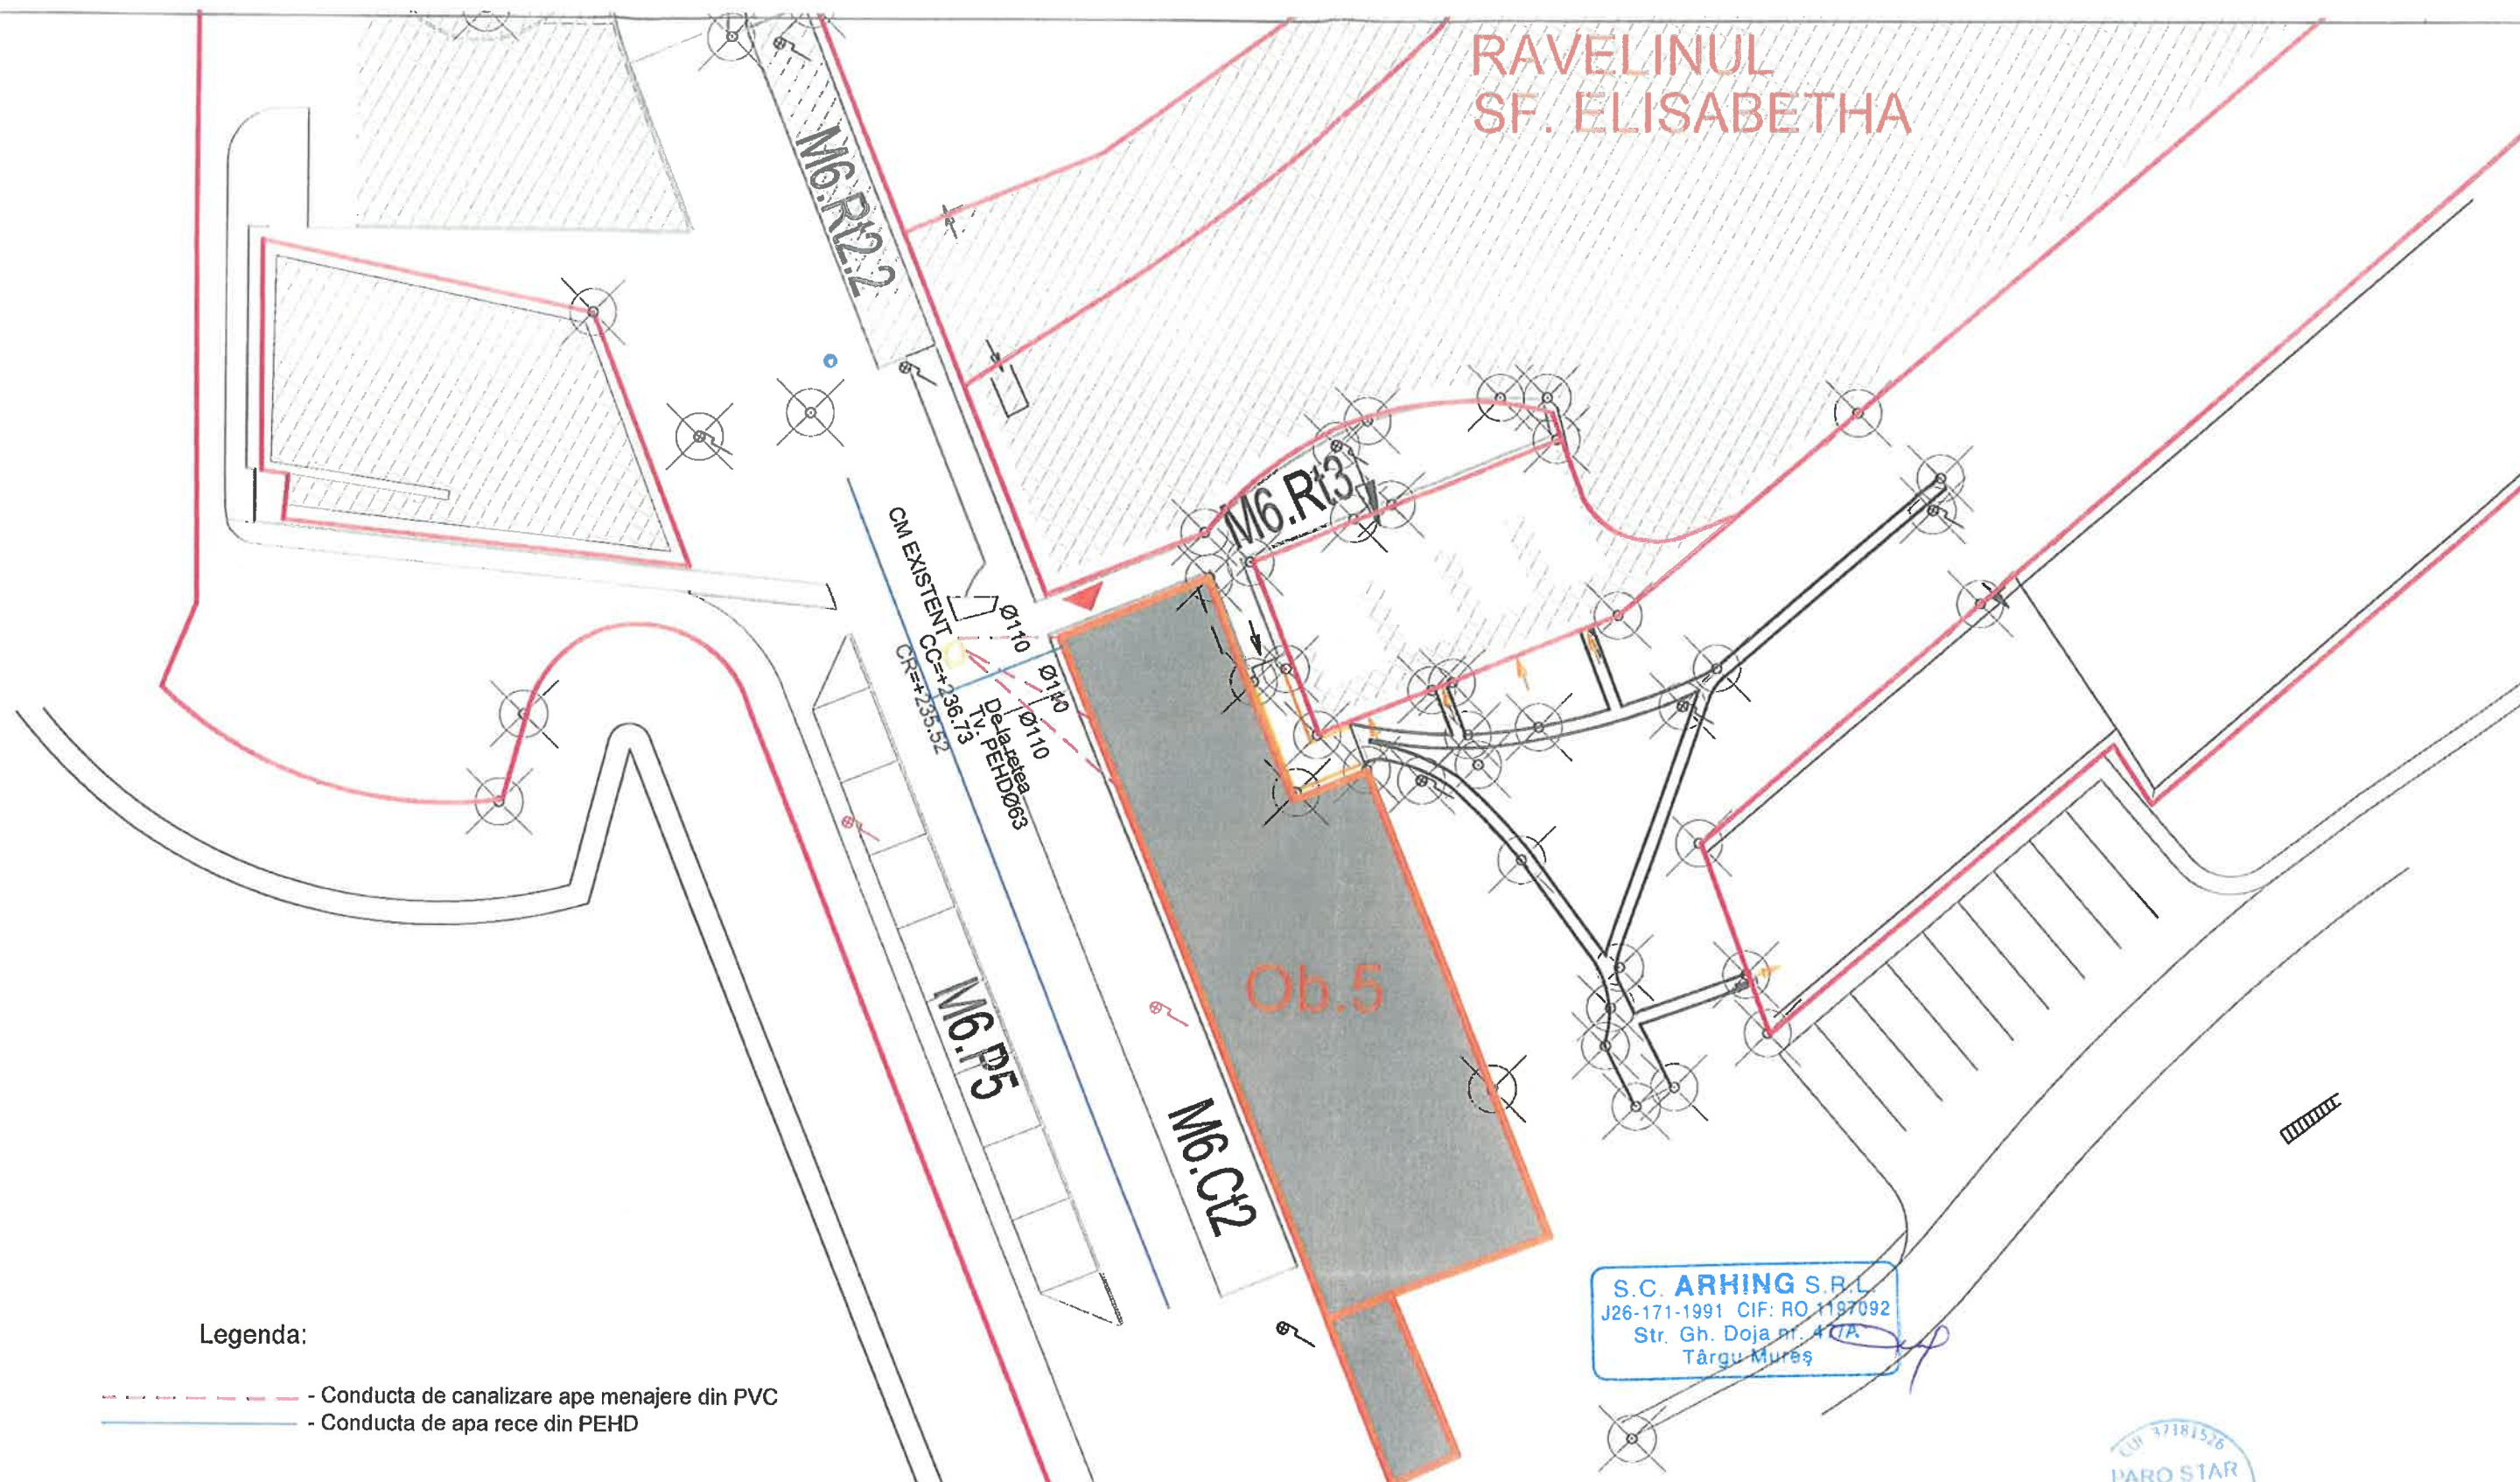 RAVELINUL
SF. ELISABETHA
M6.Rt2.2
M6.Rt3
CM EXISTENT
CC=+236.73
CR=+235.52
Ø110
Ø110
Ø110
De la retea
Tv. PEHDØ63
Ob.5
M6.P5
M6.Ct2
S.C. ARHING S.R.L.
J26-171-1991 CIF: RO 1197092
Str. Gh. Doja nr.
Târgu Mureş
Legenda:
- Conducta de canalizare ape menajere din PVC
- Conducta de apa rece din PEHD
CUI 37181526
PARO STAR